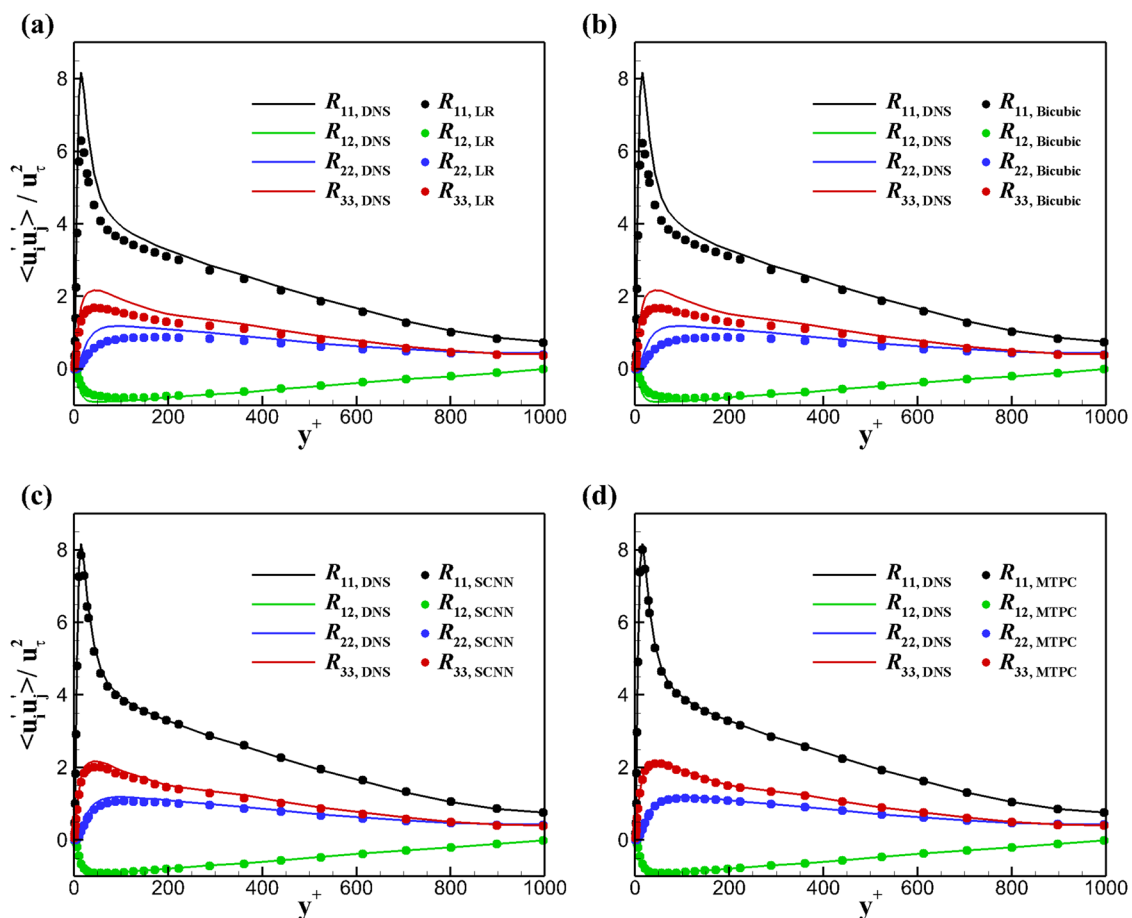 (a)
8
6
4
2
0
<u'ᵢu'ⱼ> / u²_τ
R₁₁, DNS R₁₁, LR
R₁₂, DNS R₁₂, LR
R₂₂, DNS R₂₂, LR
R₃₃, DNS R₃₃, LR
0 200 400 600 800 1000
y⁺
(b)
8
6
4
2
0
R₁₁, DNS R₁₁, Bicubic
R₁₂, DNS R₁₂, Bicubic
R₂₂, DNS R₂₂, Bicubic
R₃₃, DNS R₃₃, Bicubic
0 200 400 600 800 1000
y⁺
(c)
8
6
4
2
0
<u'ᵢu'ⱼ>/ u²_τ
R₁₁, DNS R₁₁, SCNN
R₁₂, DNS R₁₂, SCNN
R₂₂, DNS R₂₂, SCNN
R₃₃, DNS R₃₃, SCNN
0 200 400 600 800 1000
y⁺
(d)
8
6
4
2
0
R₁₁, DNS R₁₁, MTPC
R₁₂, DNS R₁₂, MTPC
R₂₂, DNS R₂₂, MTPC
R₃₃, DNS R₃₃, MTPC
0 200 400 600 800 1000
y⁺